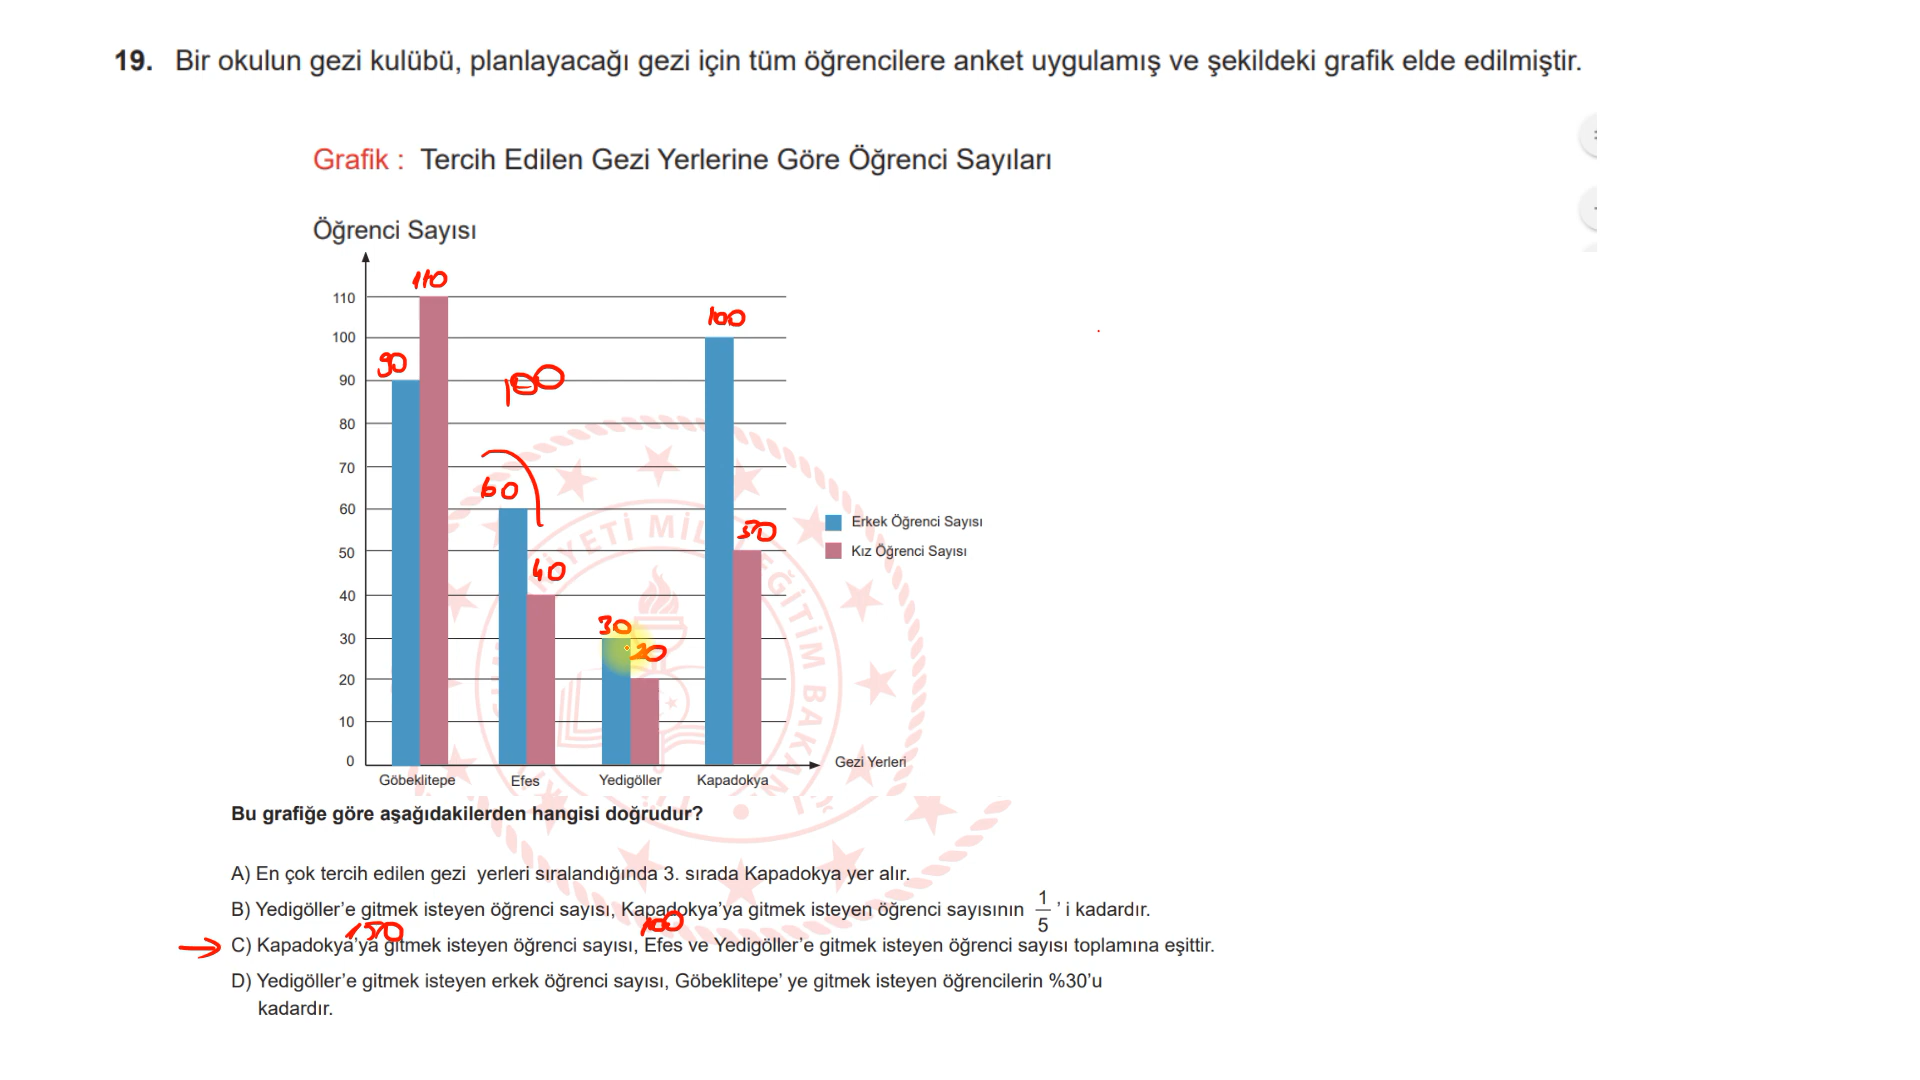 19. Bir okulun gezi kulübü, planlayacağı gezi için tüm öğrencilere anket uygulamış ve şekildeki grafik elde edilmiştir.
Grafik : Tercih Edilen Gezi Yerlerine Göre Öğrenci Sayıları
Öğrenci Sayısı
110
110
100
100
90
90
100
80
70
60
60
50
50
40
40
30
30
20
20
10
0
Erkek Öğrenci Sayısı
Kız Öğrenci Sayısı
Gezi Yerleri
Göbeklitepe Efes Yedigöller Kapadokya
Bu grafiğe göre aşağıdakilerden hangisi doğrudur?
A) En çok tercih edilen gezi yerleri sıralandığında 3. sırada Kapadokya yer alır.
B) Yedigöller’e gitmek isteyen öğrenci sayısı, Kapadokya’ya gitmek isteyen öğrenci sayısının 1/5 ’ i kadardır.
150 100
C) Kapadokya’ya gitmek isteyen öğrenci sayısı, Efes ve Yedigöller’e gitmek isteyen öğrenci sayısı toplamına eşittir.
D) Yedigöller’e gitmek isteyen erkek öğrenci sayısı, Göbeklitepe’ ye gitmek isteyen öğrencilerin %30’u
kadardır.